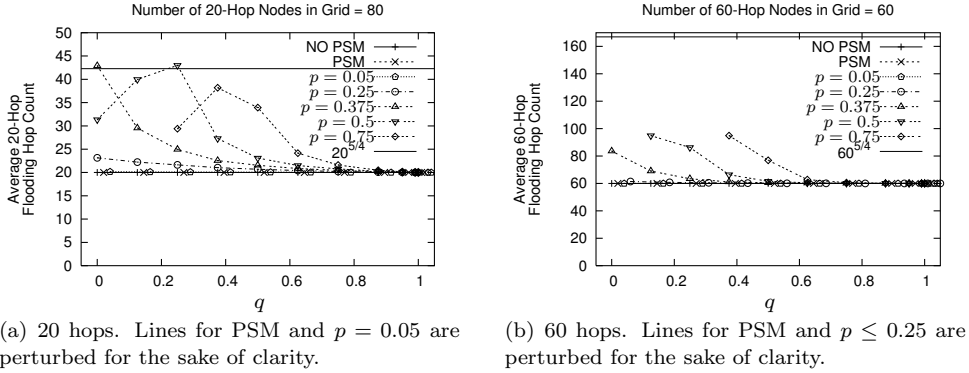 Number of 20-Hop Nodes in Grid = 80
Average 20-Hop
Flooding Hop Count
50
45
40
35
30
25
20
15
10
5
0
0
0.2
0.4
0.6
0.8
1
q
NO PSM
PSM
p = 0.05
p = 0.25
p = 0.375
p = 0.5
p = 0.75
20^{5/4}
(a) 20 hops. Lines for PSM and p = 0.05 are
perturbed for the sake of clarity.
Number of 60-Hop Nodes in Grid = 60
Average 60-Hop
Flooding Hop Count
160
140
120
100
80
60
40
20
0
0
0.2
0.4
0.6
0.8
1
q
NO PSM
PSM
p = 0.05
p = 0.25
p = 0.375
p = 0.5
p = 0.75
60^{5/4}
(b) 60 hops. Lines for PSM and p ≤ 0.25 are
perturbed for the sake of clarity.